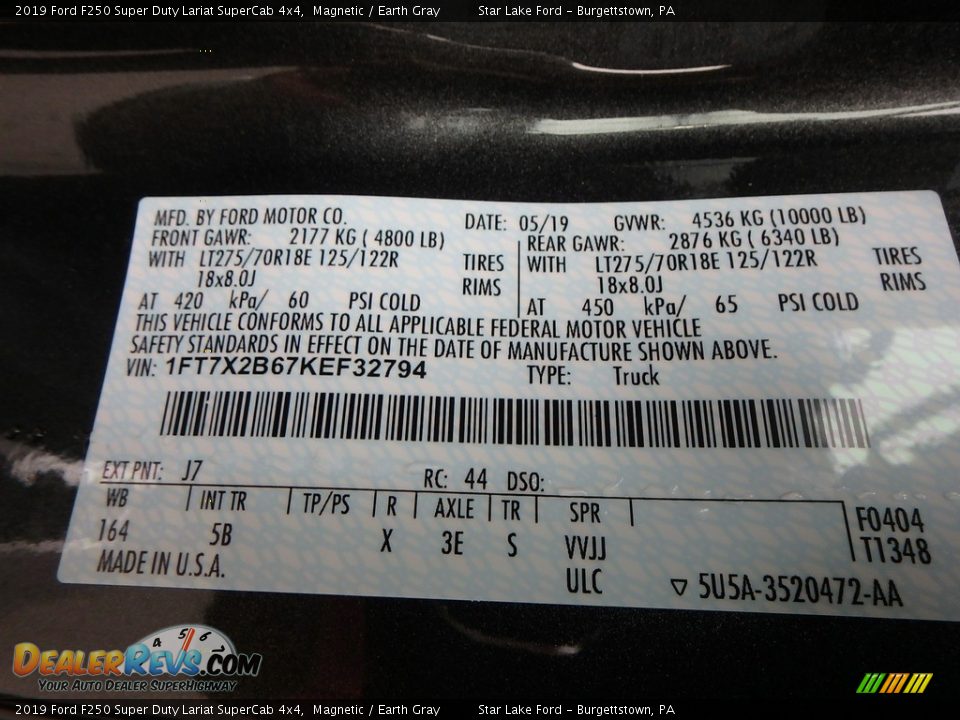 2019 Ford F250 Super Duty Lariat SuperCab 4x4, Magnetic / Earth Gray Star Lake Ford - Burgettstown, PA
MFD. BY FORD MOTOR CO. DATE: 05/19 GVWR: 4536 KG (10000 LB)
FRONT GAWR: 2177 KG ( 4800 LB) REAR GAWR: 2876 KG ( 6340 LB)
WITH LT275/70R18E 125/122R TIRES WITH LT275/70R18E 125/122R TIRES
18x8.0J RIMS 18x8.0J RIMS
AT 420 kPa/ 60 PSI COLD AT 450 kPa/ 65 PSI COLD
THIS VEHICLE CONFORMS TO ALL APPLICABLE FEDERAL MOTOR VEHICLE
SAFETY STANDARDS IN EFFECT ON THE DATE OF MANUFACTURE SHOWN ABOVE.
VIN: 1FT7X2B67KEF32794 TYPE: Truck
EXT PNT: J7 RC: 44 DSO:
WB INT TR TP/PS R AXLE TR SPR F0404
164 5B X 3E S VVJJ T1348
MADE IN U.S.A. ULC 5U5A-3520472-AA
4 5 6
DealerRevs.com
Your Auto Dealer SuperHighway
2019 Ford F250 Super Duty Lariat SuperCab 4x4, Magnetic / Earth Gray Star Lake Ford - Burgettstown, PA